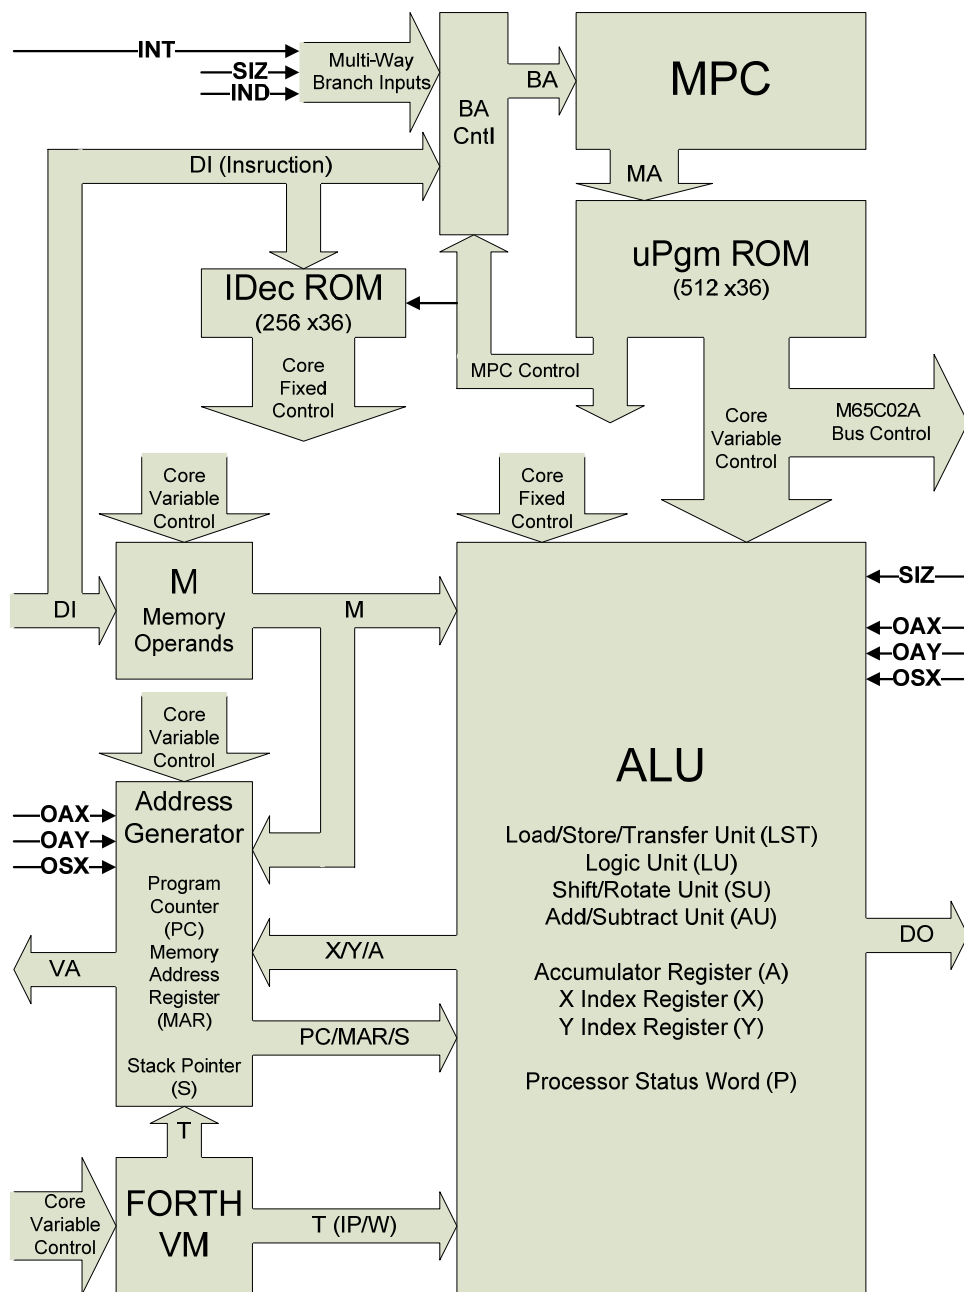 INT
SIZ
IND
Multi-Way
Branch Inputs
BA
Cntl
BA
MPC
DI (Insruction)
MA
IDec ROM
(256 x36)
uPgm ROM
(512 x36)
Core
Fixed
Control
MPC Control
Core
Variable
Control
M65C02A
Bus Control
Core
Variable
Control
Core
Fixed
Control
DI
M
Memory
Operands
M
SIZ
OAX
OAY
OSX
Core
Variable
Control
OAX
OAY
OSX
Address
Generator
Program
Counter
(PC)
Memory
Address
Register
(MAR)
Stack Pointer
(S)
VA
X/Y/A
PC/MAR/S
ALU
Load/Store/Transfer Unit (LST)
Logic Unit (LU)
Shift/Rotate Unit (SU)
Add/Subtract Unit (AU)
Accumulator Register (A)
X Index Register (X)
Y Index Register (Y)
Processor Status Word (P)
DO
T
Core
Variable
Control
FORTH
VM
T (IP/W)